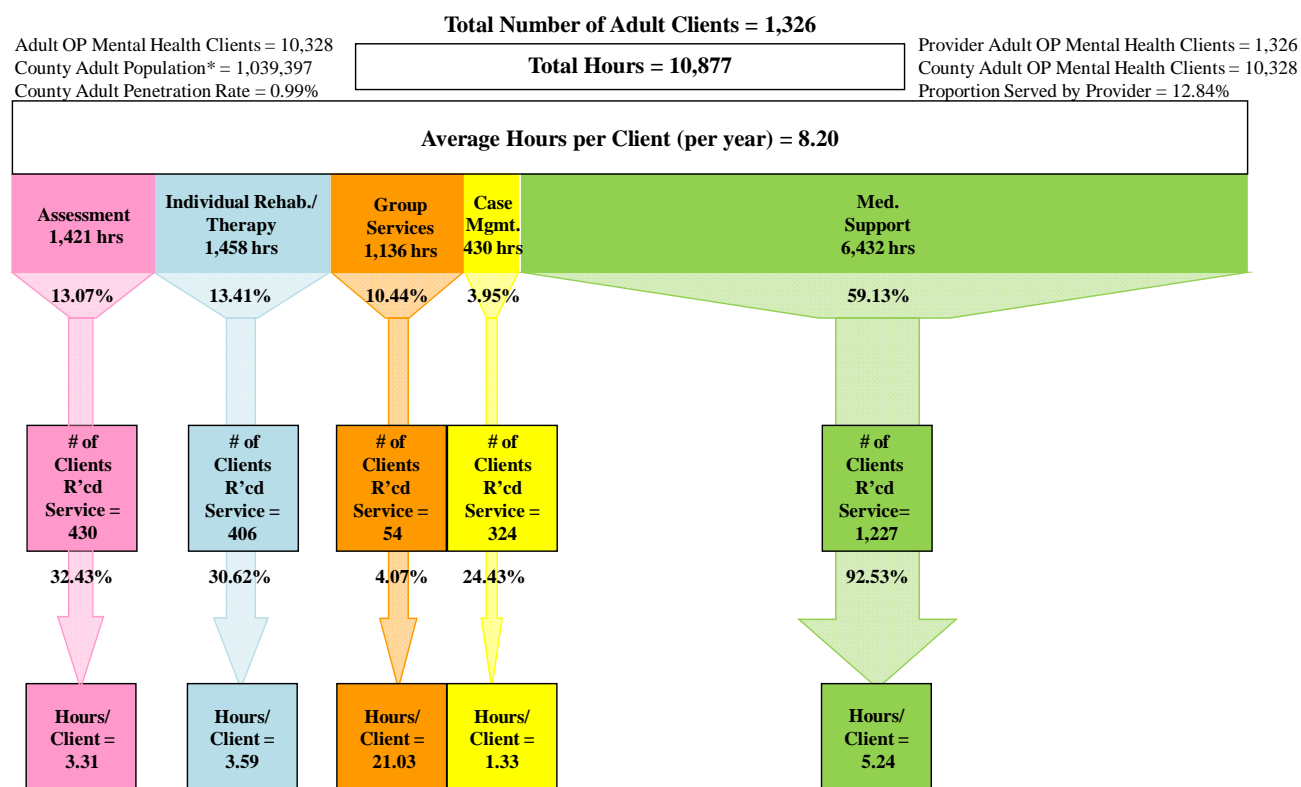 Total Number of Adult Clients = 1,326
Adult OP Mental Health Clients = 10,328
County Adult Population* = 1,039,397
County Adult Penetration Rate = 0.99%
Total Hours = 10,877
Provider Adult OP Mental Health Clients = 1,326
County Adult OP Mental Health Clients = 10,328
Proportion Served by Provider = 12.84%
Average Hours per Client (per year) = 8.20
Assessment
1,421 hrs
Individual Rehab./
Therapy
1,458 hrs
Group
Services
1,136 hrs
Case
Mgmt.
430 hrs
Med.
Support
6,432 hrs
13.07%
13.41%
10.44%
3.95%
59.13%
# of
Clients
R’cd
Service =
430
# of
Clients
R’cd
Service =
406
# of
Clients
R’cd
Service =
54
# of
Clients
R’cd
Service =
324
# of
Clients
R’cd
Service=
1,227
32.43%
30.62%
4.07%
24.43%
92.53%
Hours/
Client =
3.31
Hours/
Client =
3.59
Hours/
Client =
21.03
Hours/
Client =
1.33
Hours/
Client =
5.24